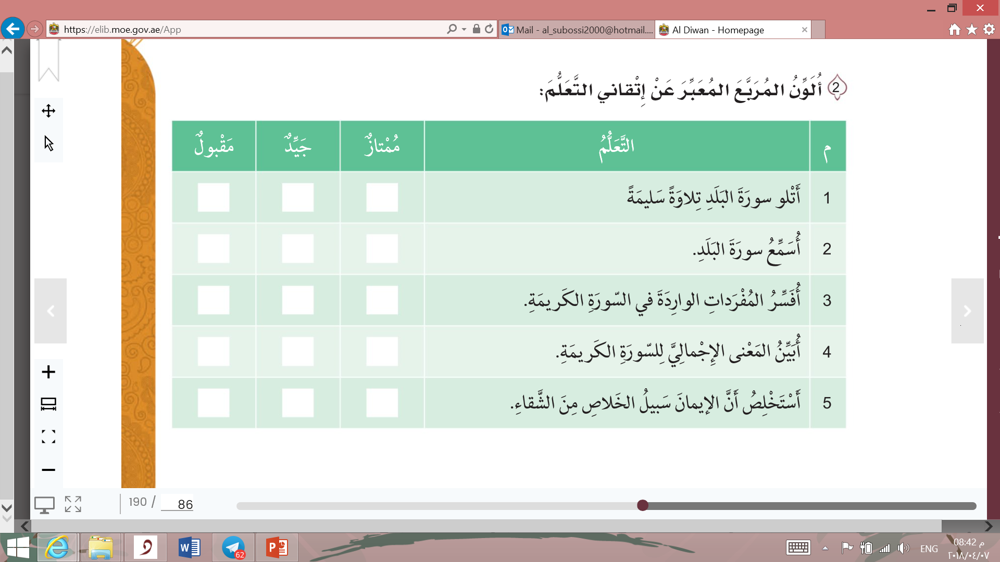 https://elib.moe.gov.ae/App
Mail - al_subossi2000@hotmail....
Al Diwan - Homepage
2 أُلَوِّنُ المُرَبَّعَ المُعَبِّرَ عَنْ إِتْقاني التَّعَلُّمَ:
م التَّعَلُّمُ مُمْتازٌ جَيِّدٌ مَقْبولٌ
1 أَتْلو سورَةَ البَلَدِ تِلاوَةً سَليمَةً
2 أُسَمِّعُ سورَةَ البَلَدِ.
3 أُفَسِّرُ المُفْرَداتِ الوارِدَةَ في السّورَةِ الكَريمَةِ.
4 أُبَيِّنُ المَعْنى الإِجْمالِيَّ لِلسّورَةِ الكَريمَةِ.
5 أَسْتَخْلِصُ أَنَّ الإيمانَ سَبيلُ الخَلاصِ مِنَ الشَّقاءِ.
190 / 86
62
ENG
08:42 م
٢٠١٨/٠٤/٠٧